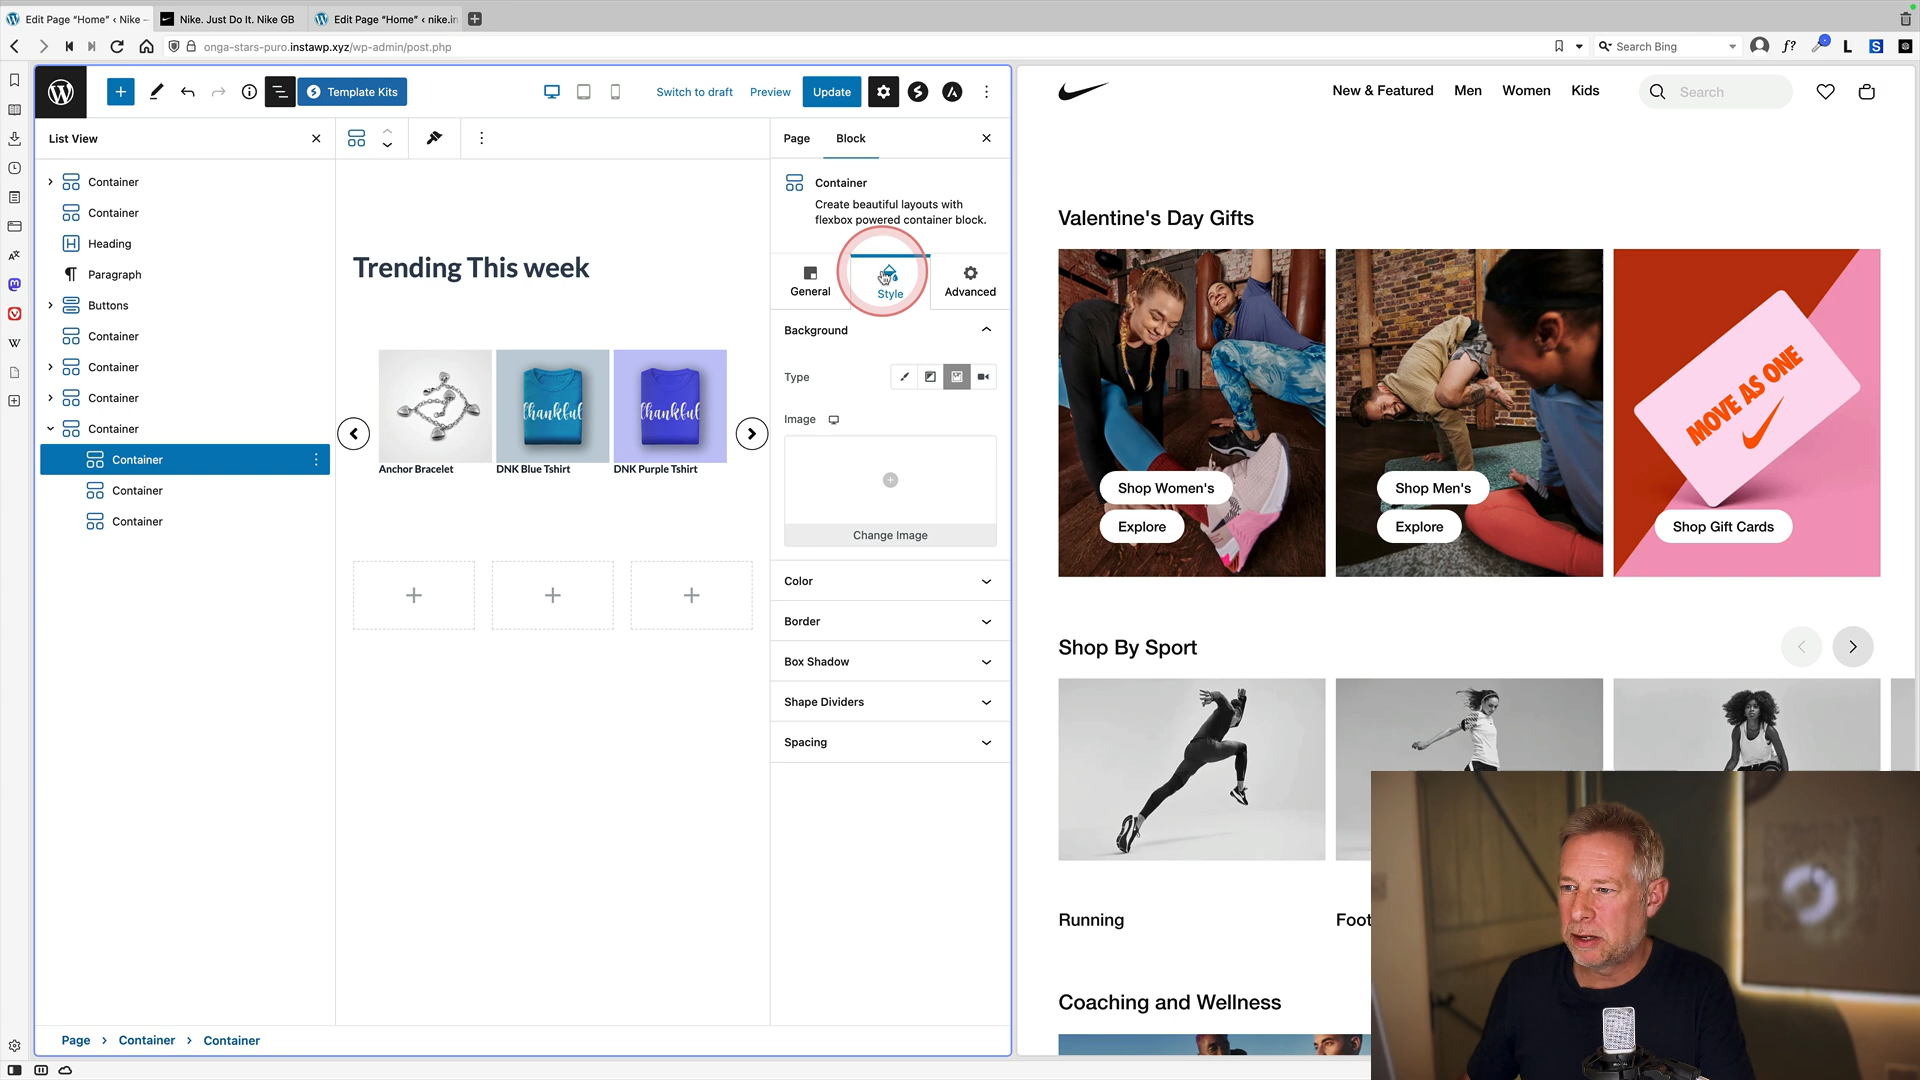 Edit Page “Home” ‹ Nike –
Nike. Just Do It. Nike GB
Edit Page “Home” ‹ nike.in
onga-stars-puro.instawp.xyz/wp-admin/post.php
Search Bing
Template Kits
Switch to draft
Preview
Update
List View
Container
Container
Heading
Paragraph
Buttons
Container
Container
Container
Container
Container
Container
Container
Trending This week
thankful
thankful
Anchor Bracelet
DNK Blue Tshirt
DNK Purple Tshirt
Page
Block
Container
Create beautiful layouts with
flexbox powered container block.
General
Style
Advanced
Background
Type
Image
Change Image
Color
Border
Box Shadow
Shape Dividers
Spacing
Page > Container > Container
New & Featured
Men
Women
Kids
Search
Valentine's Day Gifts
Shop Women's
Explore
Shop Men's
Explore
MOVE AS ONE
Shop Gift Cards
Shop By Sport
Running
Foot
Coaching and Wellness